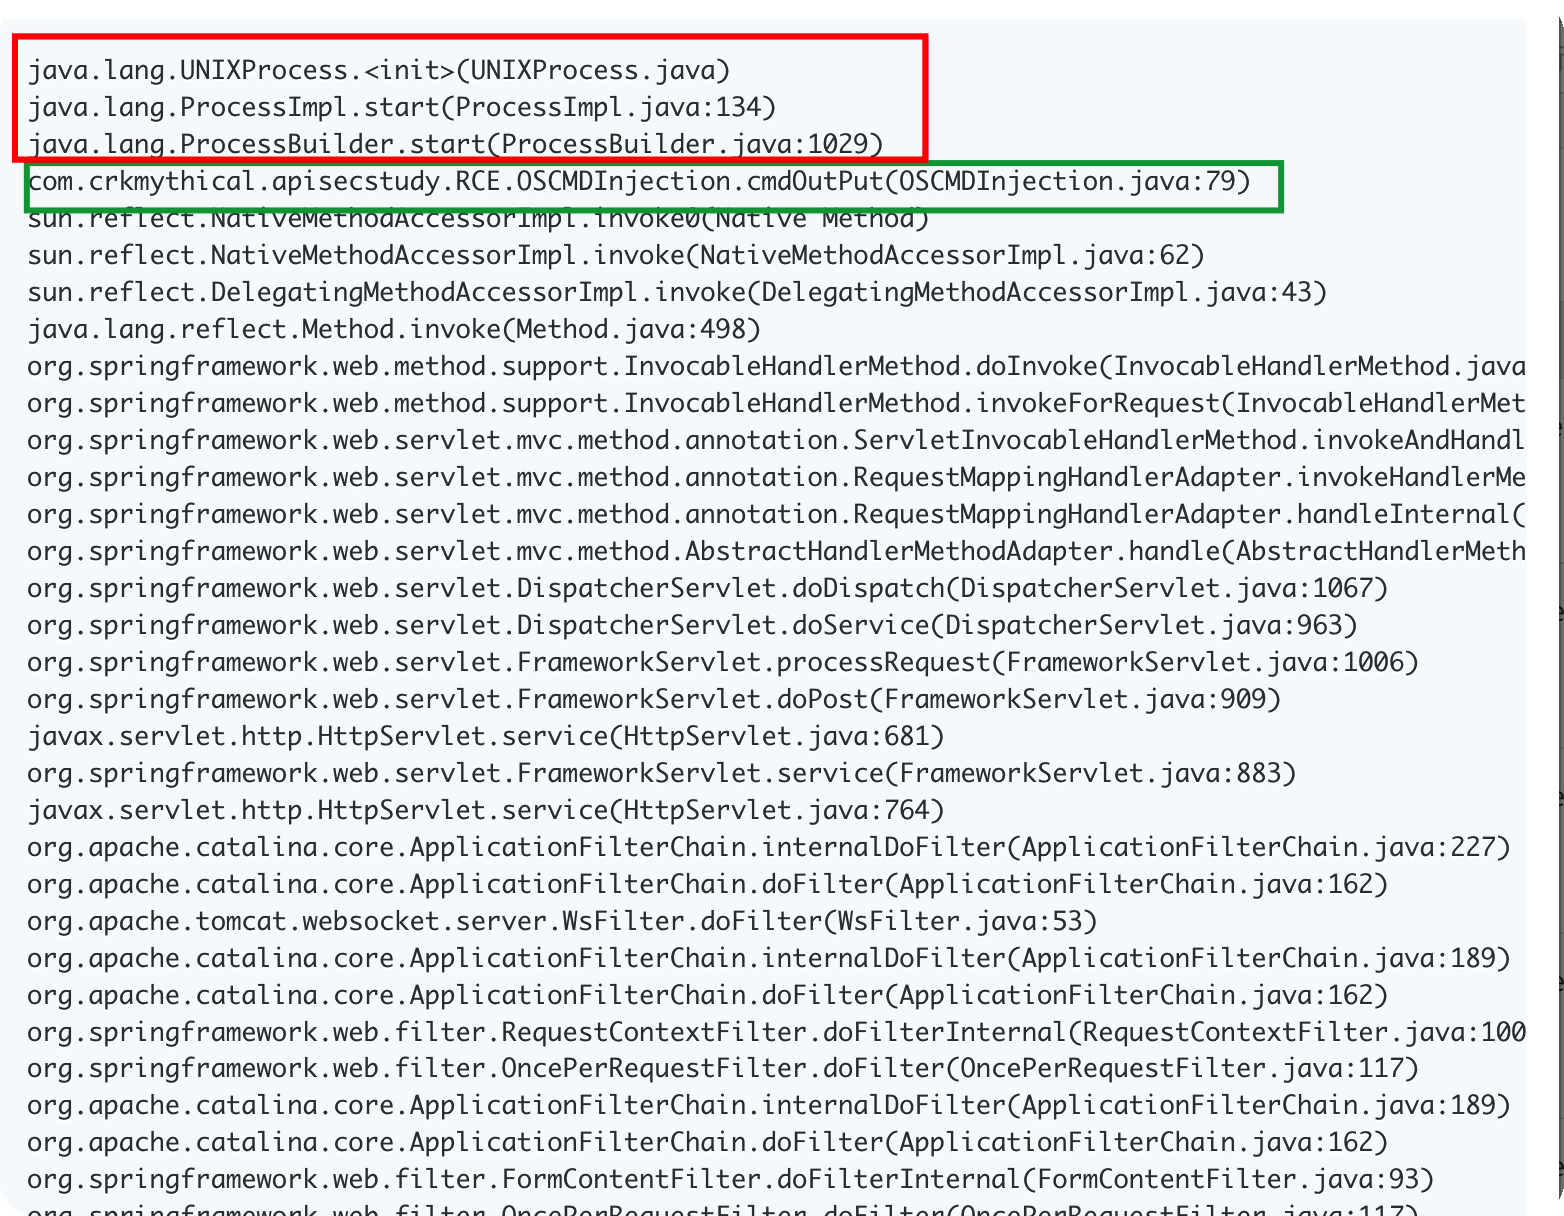 java.lang.UNIXProcess.<init>(UNIXProcess.java)
java.lang.ProcessImpl.start(ProcessImpl.java:134)
java.lang.ProcessBuilder.start(ProcessBuilder.java:1029)
com.crkmythical.apisecstudy.RCE.OSCMDInjection.cmdOutPut(OSCMDInjection.java:79)
sun.reflect.NativeMethodAccessorImpl.invoke0(Native Method)
sun.reflect.NativeMethodAccessorImpl.invoke(NativeMethodAccessorImpl.java:62)
sun.reflect.DelegatingMethodAccessorImpl.invoke(DelegatingMethodAccessorImpl.java:43)
java.lang.reflect.Method.invoke(Method.java:498)
org.springframework.web.method.support.InvocableHandlerMethod.doInvoke(InvocableHandlerMethod.java
org.springframework.web.method.support.InvocableHandlerMethod.invokeForRequest(InvocableHandlerMet
org.springframework.web.servlet.mvc.method.annotation.ServletInvocableHandlerMethod.invokeAndHandl
org.springframework.web.servlet.mvc.method.annotation.RequestMappingHandlerAdapter.invokeHandlerMe
org.springframework.web.servlet.mvc.method.annotation.RequestMappingHandlerAdapter.handleInternal(
org.springframework.web.servlet.mvc.method.AbstractHandlerMethodAdapter.handle(AbstractHandlerMeth
org.springframework.web.servlet.DispatcherServlet.doDispatch(DispatcherServlet.java:1067)
org.springframework.web.servlet.DispatcherServlet.doService(DispatcherServlet.java:963)
org.springframework.web.servlet.FrameworkServlet.processRequest(FrameworkServlet.java:1006)
org.springframework.web.servlet.FrameworkServlet.doPost(FrameworkServlet.java:909)
javax.servlet.http.HttpServlet.service(HttpServlet.java:681)
org.springframework.web.servlet.FrameworkServlet.service(FrameworkServlet.java:883)
javax.servlet.http.HttpServlet.service(HttpServlet.java:764)
org.apache.catalina.core.ApplicationFilterChain.internalDoFilter(ApplicationFilterChain.java:227)
org.apache.catalina.core.ApplicationFilterChain.doFilter(ApplicationFilterChain.java:162)
org.apache.tomcat.websocket.server.WsFilter.doFilter(WsFilter.java:53)
org.apache.catalina.core.ApplicationFilterChain.internalDoFilter(ApplicationFilterChain.java:189)
org.apache.catalina.core.ApplicationFilterChain.doFilter(ApplicationFilterChain.java:162)
org.springframework.web.filter.RequestContextFilter.doFilterInternal(RequestContextFilter.java:100
org.springframework.web.filter.OncePerRequestFilter.doFilter(OncePerRequestFilter.java:117)
org.apache.catalina.core.ApplicationFilterChain.internalDoFilter(ApplicationFilterChain.java:189)
org.apache.catalina.core.ApplicationFilterChain.doFilter(ApplicationFilterChain.java:162)
org.springframework.web.filter.FormContentFilter.doFilterInternal(FormContentFilter.java:93)
org.springframework.web.filter.OncePerRequestFilter.doFilter(OncePerRequestFilter.java:117)